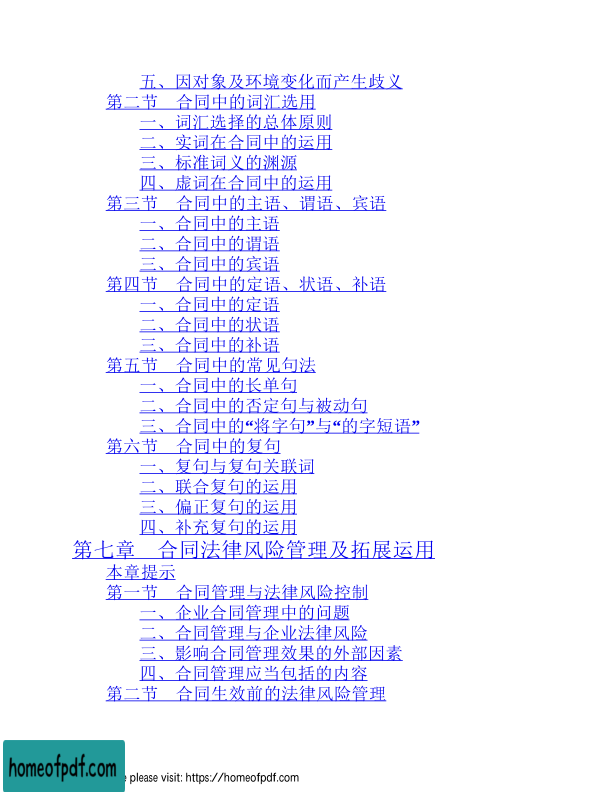 五、因对象及环境变化而产生歧义
第二节　合同中的词汇选用
一、词汇选择的总体原则
二、实词在合同中的运用
三、标准词义的渊源
四、虚词在合同中的运用
第三节　合同中的主语、谓语、宾语
一、合同中的主语
二、合同中的谓语
三、合同中的宾语
第四节　合同中的定语、状语、补语
一、合同中的定语
二、合同中的状语
三、合同中的补语
第五节　合同中的常见句法
一、合同中的长单句
二、合同中的否定句与被动句
三、合同中的“将字句”与“的字短语”
第六节　合同中的复句
一、复句与复句关联词
二、联合复句的运用
三、偏正复句的运用
四、补充复句的运用
第七章　合同法律风险管理及拓展运用
本章提示
第一节　合同管理与法律风险控制
一、企业合同管理中的问题
二、合同管理与企业法律风险
三、影响合同管理效果的外部因素
四、合同管理应当包括的内容
第二节　合同生效前的法律风险管理
homeofpdf.com
please visit: https://homeofpdf.com